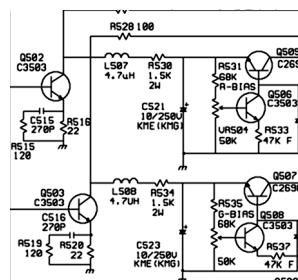 R528 100
Q502
C3503
L507
4.7uH
R530
1.5K
2W
R531
68K
R-BIAS
Q505
C269
Q506
C3503
C515
270P
R516
22
R515
120
C521
10/250V
KME(KMG)
VR504
50K
R533
47K F
Q503
C3503
L508
4.7UH
R534
1.5K
2W
R535
G-BIAS
68K
Q507
C269
Q508
C3503
C516
270P
R519
120
R520
22
C523
10/250V
KME(KMG)
50K
R537
47K F